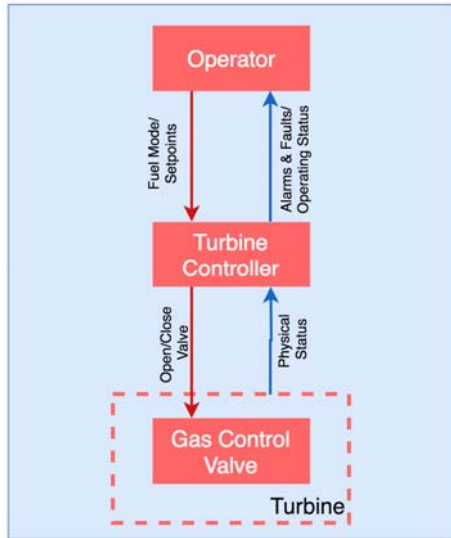 Operator
Fuel Mode/
Setpoints
Alarms & Faults/
Operating Status
Turbine
Controller
Open/Close
Valve
Physical
Status
Gas Control
Valve
Turbine